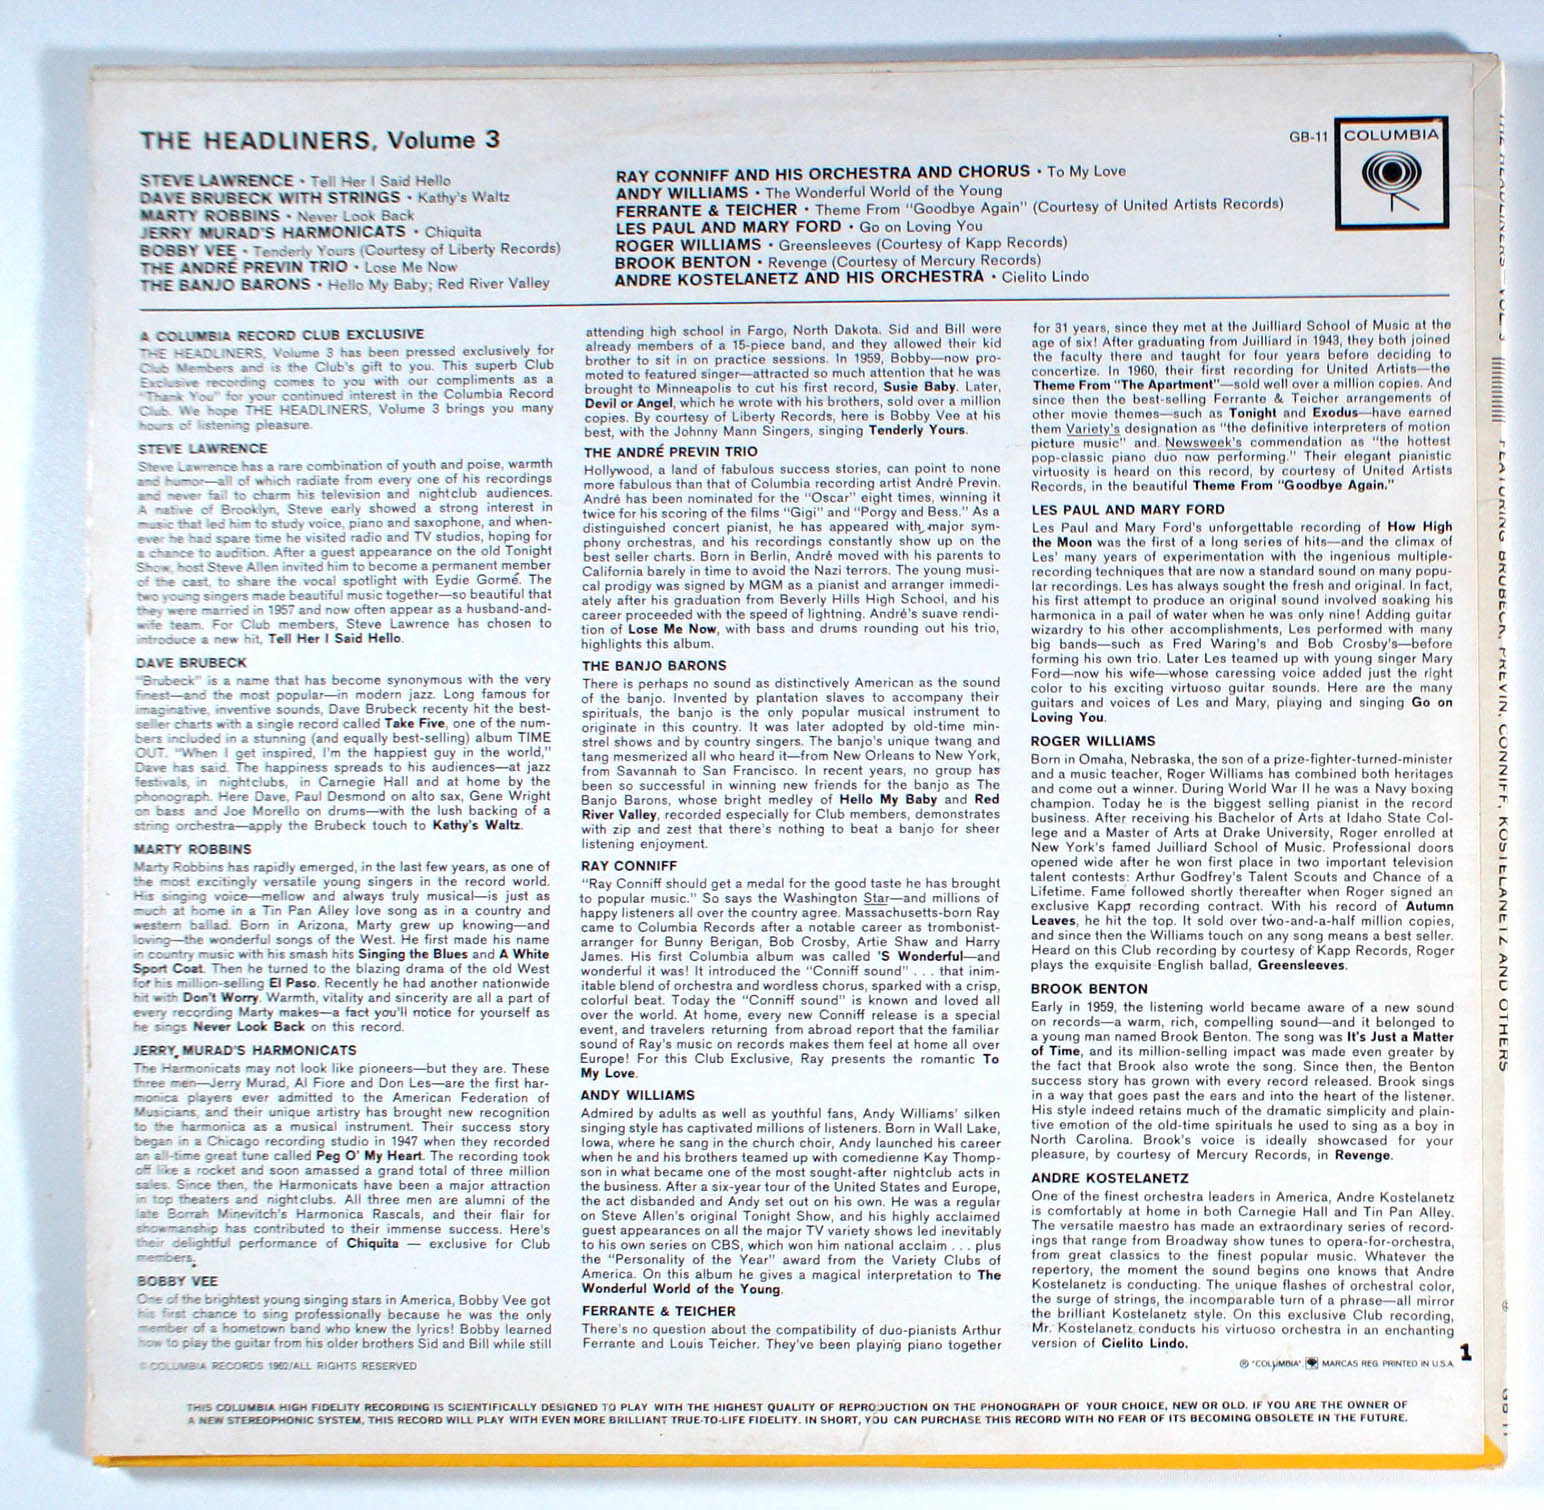 THE HEADLINERS, Volume 3
GB-11
COLUMBIA
STEVE LAWRENCE • Tell Her I Said Hello
DAVE BRUBECK WITH STRINGS • Kathy's Waltz
MARTY ROBBINS • Never Look Back
JERRY MURAD'S HARMONICATS • Chiquita
BOBBY VEE • Tenderly Yours (Courtesy of Liberty Records)
THE ANDRÉ PREVIN TRIO • Lose Me Now
THE BANJO BARONS • Hello My Baby; Red River Valley
RAY CONNIFF AND HIS ORCHESTRA AND CHORUS • To My Love
ANDY WILLIAMS • The Wonderful World of the Young
FERRANTE & TEICHER • Theme From "Goodbye Again" (Courtesy of United Artists Records)
LES PAUL AND MARY FORD • Go on Loving You
ROGER WILLIAMS • Greensleeves (Courtesy of Kapp Records)
BROOK BENTON • Revenge (Courtesy of Mercury Records)
ANDRE KOSTELANETZ AND HIS ORCHESTRA • Cielito Lindo
A COLUMBIA RECORD CLUB EXCLUSIVE
THE HEADLINERS, Volume 3 has been pressed exclusively for
Club Members and is the Club's gift to you. This superb Club
Exclusive recording comes to you with our compliments as a
"Thank You" for your continued interest in the Columbia Record
Club. We hope THE HEADLINERS, Volume 3 brings you many
hours of listening pleasure.
STEVE LAWRENCE
Steve Lawrence has a rare combination of youth and poise, warmth
and humor—all of which radiate from every one of his recordings
and never fail to charm his television and nightclub audiences.
A native of Brooklyn, Steve early showed a strong interest in
music that led him to study voice, piano and saxophone, and when-
ever he had spare time he visited radio and TV studios, hoping for
a chance to audition. After a guest appearance on the old Tonight
Show, host Steve Allen invited him to become a permanent member
of the cast, to share the vocal spotlight with Eydie Gormé. The
two young singers made beautiful music together—so beautiful that
they were married in 1957 and now often appear as a husband-and-
wife team. For Club members, Steve Lawrence has chosen to
introduce a new hit, Tell Her I Said Hello.
DAVE BRUBECK
"Brubeck" is a name that has become synonymous with the very
finest—and the most popular—in modern jazz. Long famous for
imaginative, inventive sounds, Dave Brubeck recenty hit the best-
seller charts with a single record called Take Five, one of the num-
bers included in a stunning (and equally best-selling) album TIME
OUT. "When I get inspired, I'm the happiest guy in the world,"
Dave has said. The happiness spreads to his audiences—at jazz
festivals, in nightclubs, in Carnegie Hall and at home by the
phonograph. Here Dave, Paul Desmond on alto sax, Gene Wright
on bass and Joe Morello on drums—with the lush backing of a
string orchestra—apply the Brubeck touch to Kathy's Waltz.
MARTY ROBBINS
Marty Robbins has rapidly emerged, in the last few years, as one of
the most excitingly versatile young singers in the record world.
His singing voice—mellow and always truly musical—is just as
much at home in a Tin Pan Alley love song as in a country and
western ballad. Born in Arizona, Marty grew up knowing—and
loving—the wonderful songs of the West. He first made his name
in country music with his smash hits Singing the Blues and A White
Sport Coat. Then he turned to the blazing drama of the old West
for his million-selling El Paso. Recently he had another nationwide
hit with Don't Worry. Warmth, vitality and sincerity are all a part of
every recording Marty makes—a fact you'll notice for yourself as
he sings Never Look Back on this record.
JERRY MURAD'S HARMONICATS
The Harmonicats may not look like pioneers—but they are. These
three men—Jerry Murad, Al Fiore and Don Les—are the first har-
monica players ever admitted to the American Federation of
Musicians, and their unique artistry has brought new recognition
to the harmonica as a musical instrument. Their success story
began in a Chicago recording studio in 1947 when they recorded
an all-time great tune called Peg O' My Heart. The recording took
off like a rocket and soon amassed a grand total of three million
sales. Since then, the Harmonicats have been a major attraction
in top theaters and nightclubs. All three men are alumni of the
late Borrah Minevitch's Harmonica Rascals, and their flair for
showmanship has contributed to their immense success. Here's
their delightful performance of Chiquita — exclusive for Club
members.
BOBBY VEE
One of the brightest young singing stars in America, Bobby Vee got
his first chance to sing professionally because he was the only
member of a hometown band who knew the lyrics! Bobby learned
how to play the guitar from his older brothers Sid and Bill while still
© COLUMBIA RECORDS 1962/ALL RIGHTS RESERVED
attending high school in Fargo, North Dakota. Sid and Bill were
already members of a 15-piece band, and they allowed their kid
brother to sit in on practice sessions. In 1959, Bobby—now pro-
moted to featured singer—attracted so much attention that he was
brought to Minneapolis to cut his first record, Susie Baby. Later,
Devil or Angel, which he wrote with his brothers, sold over a million
copies. By courtesy of Liberty Records, here is Bobby Vee at his
best, with the Johnny Mann Singers, singing Tenderly Yours.
THE ANDRÉ PREVIN TRIO
Hollywood, a land of fabulous success stories, can point to none
more fabulous than that of Columbia recording artist André Previn.
André has been nominated for the "Oscar" eight times, winning it
twice for his scoring of the films "Gigi" and "Porgy and Bess." As a
distinguished concert pianist, he has appeared with major sym-
phony orchestras, and his recordings constantly show up on the
best seller charts. Born in Berlin, André moved with his parents to
California barely in time to avoid the Nazi terrors. The young musi-
cal prodigy was signed by MGM as a pianist and arranger immedi-
ately after his graduation from Beverly Hills High School, and his
career proceeded with the speed of lightning. André's suave rendi-
tion of Lose Me Now, with bass and drums rounding out his trio,
highlights this album.
THE BANJO BARONS
There is perhaps no sound as distinctively American as the sound
of the banjo. Invented by plantation slaves to accompany their
spirituals, the banjo is the only popular musical instrument to
originate in this country. It was later adopted by old-time min-
strel shows and by country singers. The banjo's unique twang and
tang mesmerized all who heard it—from New Orleans to New York,
from Savannah to San Francisco. In recent years, no group has
been so successful in winning new friends for the banjo as The
Banjo Barons, whose bright medley of Hello My Baby and Red
River Valley, recorded especially for Club members, demonstrates
with zip and zest that there's nothing to beat a banjo for sheer
listening enjoyment.
RAY CONNIFF
"Ray Conniff should get a medal for the good taste he has brought
to popular music." So says the Washington Star—and millions of
happy listeners all over the country agree. Massachusetts-born Ray
came to Columbia Records after a notable career as trombonist-
arranger for Bunny Berigan, Bob Crosby, Artie Shaw and Harry
James. His first Columbia album was called 'S Wonderful—and
wonderful it was! It introduced the "Conniff sound" . . . that inim-
itable blend of orchestra and wordless chorus, sparked with a crisp,
colorful beat. Today the "Conniff sound" is known and loved all
over the world. At home, every new Conniff release is a special
event, and travelers returning from abroad report that the familiar
sound of Ray's music on records makes them feel at home all over
Europe! For this Club Exclusive, Ray presents the romantic To
My Love.
ANDY WILLIAMS
Admired by adults as well as youthful fans, Andy Williams' silken
singing style has captivated millions of listeners. Born in Wall Lake,
Iowa, where he sang in the church choir, Andy launched his career
when he and his brothers teamed up with comedienne Kay Thomp-
son in what became one of the most sought-after nightclub acts in
the business. After a six-year tour of the United States and Europe,
the act disbanded and Andy set out on his own. He was a regular
on Steve Allen's original Tonight Show, and his highly acclaimed
guest appearances on all the major TV variety shows led inevitably
to his own series on CBS, which won him national acclaim . . . plus
the "Personality of the Year" award from the Variety Clubs of
America. On this album he gives a magical interpretation to The
Wonderful World of the Young.
FERRANTE & TEICHER
There's no question about the compatibility of duo-pianists Arthur
Ferrante and Louis Teicher. They've been playing piano together
for 31 years, since they met at the Juilliard School of Music at the
age of six! After graduating from Juilliard in 1943, they both joined
the faculty there and taught for four years before deciding to
concertize. In 1960, their first recording for United Artists—the
Theme From "The Apartment"—sold well over a million copies. And
since then the best-selling Ferrante & Teicher arrangements of
other movie themes—such as Tonight and Exodus—have earned
them Variety's designation as "the definitive interpreters of motion
picture music" and Newsweek's commendation as "the hottest
pop-classic piano duo now performing." Their elegant pianistic
virtuosity is heard on this record, by courtesy of United Artists
Records, in the beautiful Theme From "Goodbye Again."
LES PAUL AND MARY FORD
Les Paul and Mary Ford's unforgettable recording of How High
the Moon was the first of a long series of hits—and the climax of
Les' many years of experimentation with the ingenious multiple-
recording techniques that are now a standard sound on many popu-
lar recordings. Les has always sought the fresh and original. In fact,
his first attempt to produce an original sound involved soaking his
harmonica in a pail of water when he was only nine! Adding guitar
wizardry to his other accomplishments, Les performed with many
big bands—such as Fred Waring's and Bob Crosby's—before
forming his own trio. Later Les teamed up with young singer Mary
Ford—now his wife—whose caressing voice added just the right
color to his exciting virtuoso guitar sounds. Here are the many
guitars and voices of Les and Mary, playing and singing Go on
Loving You.
ROGER WILLIAMS
Born in Omaha, Nebraska, the son of a prize-fighter-turned-minister
and a music teacher, Roger Williams has combined both heritages
and come out a winner. During World War II he was a Navy boxing
champion. Today he is the biggest selling pianist in the record
business. After receiving his Bachelor of Arts at Idaho State Col-
lege and a Master of Arts at Drake University, Roger enrolled at
New York's famed Juilliard School of Music. Professional doors
opened wide after he won first place in two important television
talent contests: Arthur Godfrey's Talent Scouts and Chance of a
Lifetime. Fame followed shortly thereafter when Roger signed an
exclusive Kapp recording contract. With his record of Autumn
Leaves, he hit the top. It sold over two-and-a-half million copies,
and since then the Williams touch on any song means a best seller.
Heard on this Club recording by courtesy of Kapp Records, Roger
plays the exquisite English ballad, Greensleeves.
BROOK BENTON
Early in 1959, the listening world became aware of a new sound
on records—a warm, rich, compelling sound—and it belonged to
a young man named Brook Benton. The song was It's Just a Matter
of Time, and its million-selling impact was made even greater by
the fact that Brook also wrote the song. Since then, the Benton
success story has grown with every record released. Brook sings
in a way that goes past the ears and into the heart of the listener.
His style indeed retains much of the dramatic simplicity and plain-
tive emotion of the old-time spirituals he used to sing as a boy in
North Carolina. Brook's voice is ideally showcased for your
pleasure, by courtesy of Mercury Records, in Revenge.
ANDRE KOSTELANETZ
One of the finest orchestra leaders in America, Andre Kostelanetz
is comfortably at home in both Carnegie Hall and Tin Pan Alley.
The versatile maestro has made an extraordinary series of record-
ings that range from Broadway show tunes to opera-for-orchestra,
from great classics to the finest popular music. Whatever the
repertory, the moment the sound begins one knows that Andre
Kostelanetz is conducting. The unique flashes of orchestral color,
the surge of strings, the incomparable turn of a phrase—all mirror
the brilliant Kostelanetz style. On this exclusive Club recording,
Mr. Kostelanetz conducts his virtuoso orchestra in an enchanting
version of Cielito Lindo.
1
® "COLUMBIA", MARCAS REG. PRINTED IN U.S.A.
THIS COLUMBIA HIGH FIDELITY RECORDING IS SCIENTIFICALLY DESIGNED TO PLAY WITH THE HIGHEST QUALITY OF REPRODUCTION ON THE PHONOGRAPH OF YOUR CHOICE, NEW OR OLD. IF YOU ARE THE OWNER OF
A NEW STEREOPHONIC SYSTEM, THIS RECORD WILL PLAY WITH EVEN MORE BRILLIANT TRUE-TO-LIFE FIDELITY. IN SHORT, YOU CAN PURCHASE THIS RECORD WITH NO FEAR OF ITS BECOMING OBSOLETE IN THE FUTURE.
THE HEADLINERS—VOL. 3 FEATURING BRUBECK, PREVIN, CONNIFF, KOSTELANETZ AND OTHERS